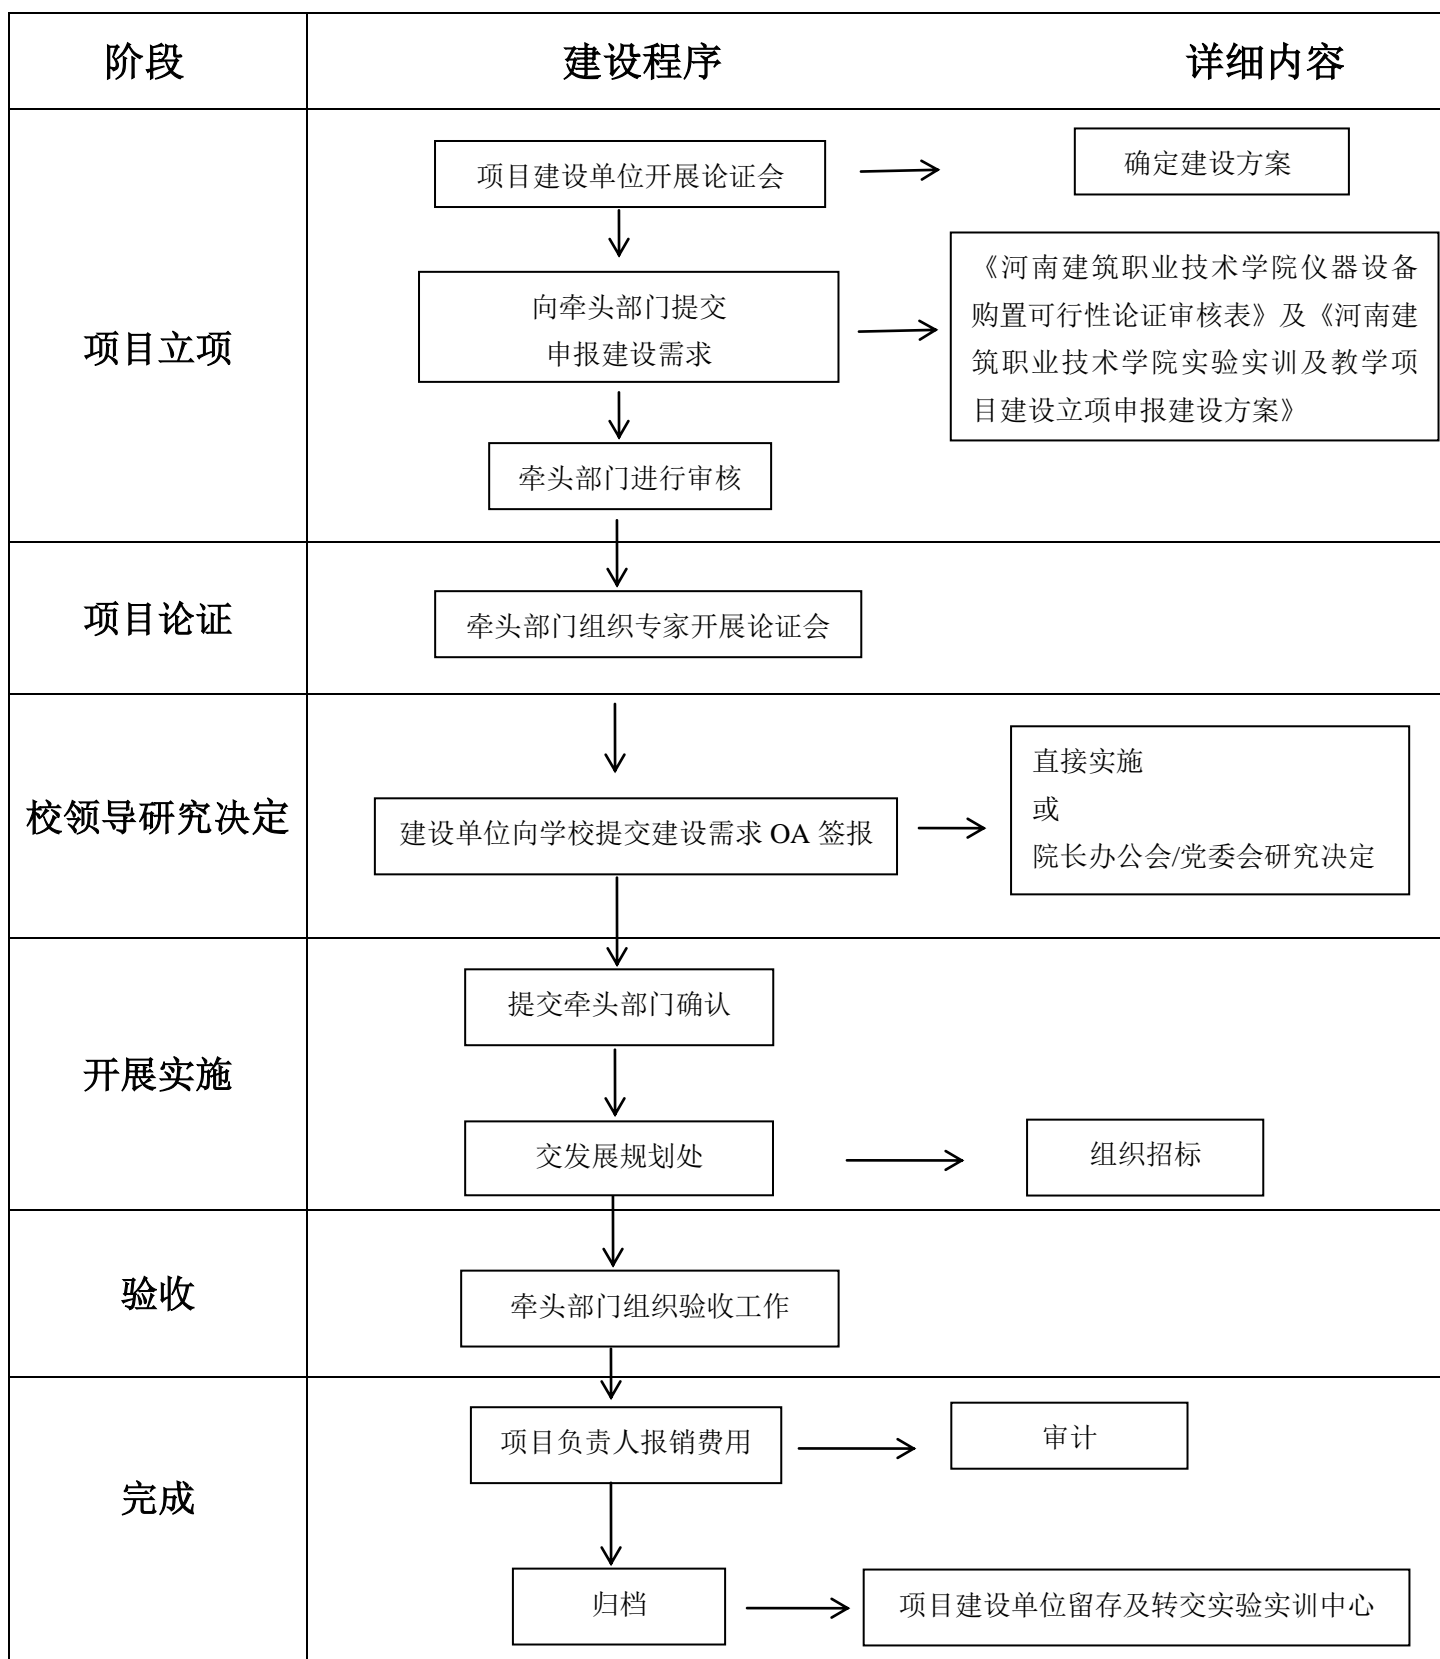 阶段 建设程序 详细内容
项目立项
项目建设单位开展论证会
确定建设方案
向牵头部门提交
申报建设需求
《河南建筑职业技术学院仪器设备
购置可行性论证审核表》及《河南建
筑职业技术学院实验实训及教学项
目建设立项申报建设方案》
牵头部门进行审核
项目论证
牵头部门组织专家开展论证会
校领导研究决定
建设单位向学校提交建设需求 OA 签报
直接实施
或
院长办公会/党委会研究决定
开展实施
提交牵头部门确认
交发展规划处
组织招标
验收
牵头部门组织验收工作
完成
项目负责人报销费用
审计
归档
项目建设单位留存及转交实验实训中心